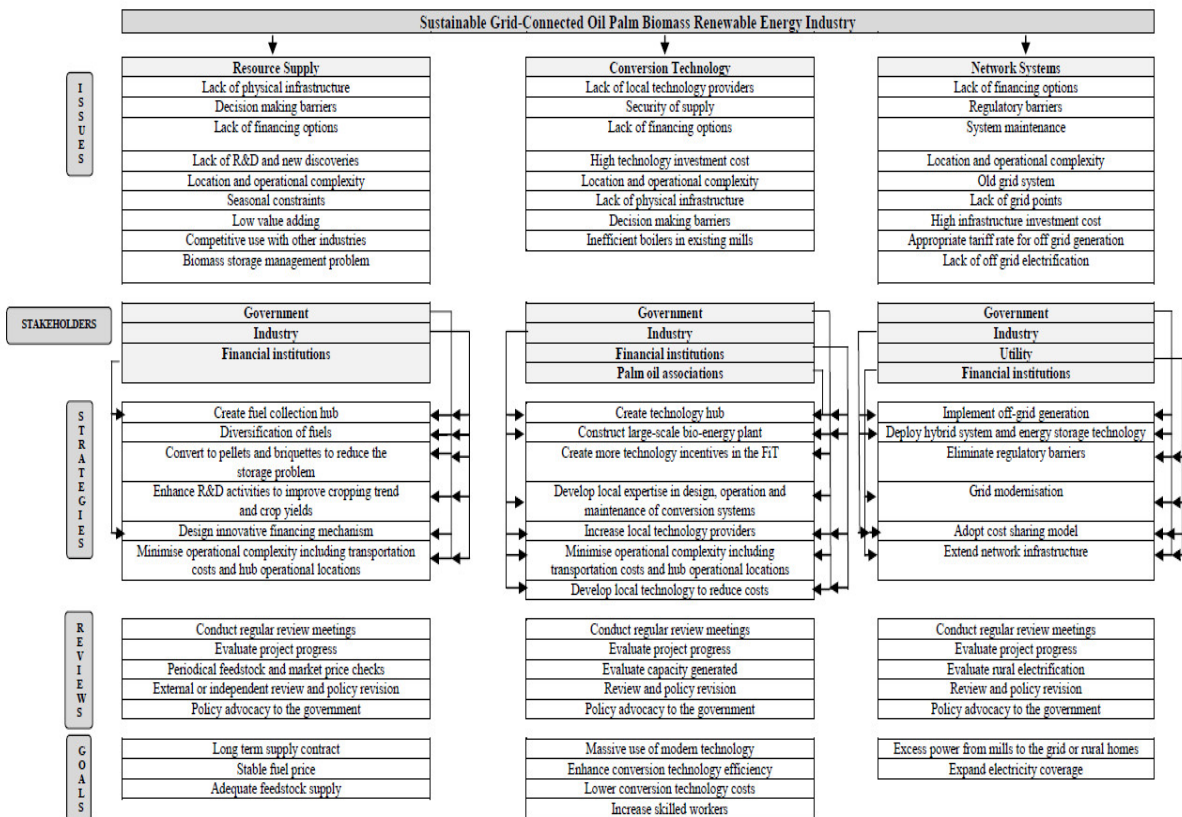 Sustainable Grid-Connected Oil Palm Biomass Renewable Energy Industry
ISSUES
Resource Supply
Lack of physical infrastructure
Decision making barriers
Lack of financing options
Lack of R&D and new discoveries
Location and operational complexity
Seasonal constraints
Low value adding
Competitive use with other industries
Biomass storage management problem
Conversion Technology
Lack of local technology providers
Security of supply
Lack of financing options
High technology investment cost
Location and operational complexity
Lack of physical infrastructure
Decision making barriers
Inefficient boilers in existing mills
Network Systems
Lack of financing options
Regulatory barriers
System maintenance
Location and operational complexity
Old grid system
Lack of grid points
High infrastructure investment cost
Appropriate tariff rate for off grid generation
Lack of off grid electrification
STAKEHOLDERS
Government
Industry
Financial institutions
Government
Industry
Financial institutions
Palm oil associations
Government
Industry
Utility
Financial institutions
STRATEGIES
Create fuel collection hub
Diversification of fuels
Convert to pellets and briquettes to reduce the
storage problem
Enhance R&D activities to improve cropping trend
and crop yields
Design innovative financing mechanism
Minimise operational complexity including transportation
costs and hub operational locations
Create technology hub
Construct large-scale bio-energy plant
Create more technology incentives in the FiT
Develop local expertise in design, operation and
maintenance of conversion systems
Increase local technology providers
Minimise operational complexity including
transportation costs and hub operational locations
Develop local technology to reduce costs
Implement off-grid generation
Deploy hybrid system amd energy storage technology
Eliminate regulatory barriers
Grid modernisation
Adopt cost sharing model
Extend network infrastructure
REVIEWS
Conduct regular review meetings
Evaluate project progress
Periodical feedstock and market price checks
External or independent review and policy revision
Policy advocacy to the government
Conduct regular review meetings
Evaluate project progress
Evaluate capacity generated
Review and policy revision
Policy advocacy to the government
Conduct regular review meetings
Evaluate project progress
Evaluate rural electrification
Review and policy revision
Policy advocacy to the government
GOALS
Long term supply contract
Stable fuel price
Adequate feedstock supply
Massive use of modern technology
Enhance conversion technology efficiency
Lower conversion technology costs
Increase skilled workers
Excess power from mills to the grid or rural homes
Expand electricity coverage